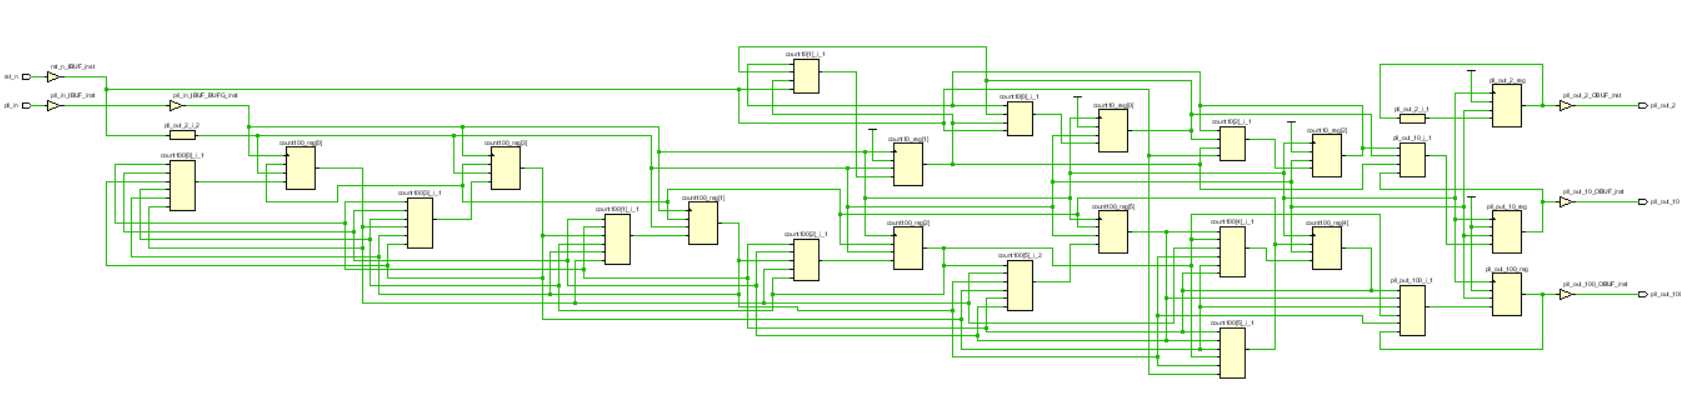 rst_n
rst_n_IBUF_inst
pll_in
pll_in_IBUF_inst
pll_in_IBUF_BUFG_inst
pll_out_2_i_2
count100[0]_i_1
count100_reg[0]
count100[3]_i_1
count100_reg[3]
count100[1]_i_1
count100_reg[1]
count10[1]_i_1
count100[2]_i_1
count10_reg[1]
count100_reg[2]
count10[0]_i_1
count100[5]_i_2
count10_reg[0]
count100_reg[5]
count10[2]_i_1
count100[4]_i_1
count100[5]_i_1
count10_reg[2]
count100_reg[4]
pll_out_2_i_1
pll_out_10_i_1
pll_out_100_i_1
pll_out_2_reg
pll_out_10_reg
pll_out_100_reg
pll_out_2_OBUF_inst
pll_out_2
pll_out_10_OBUF_inst
pll_out_10
pll_out_100_OBUF_inst
pll_out_100